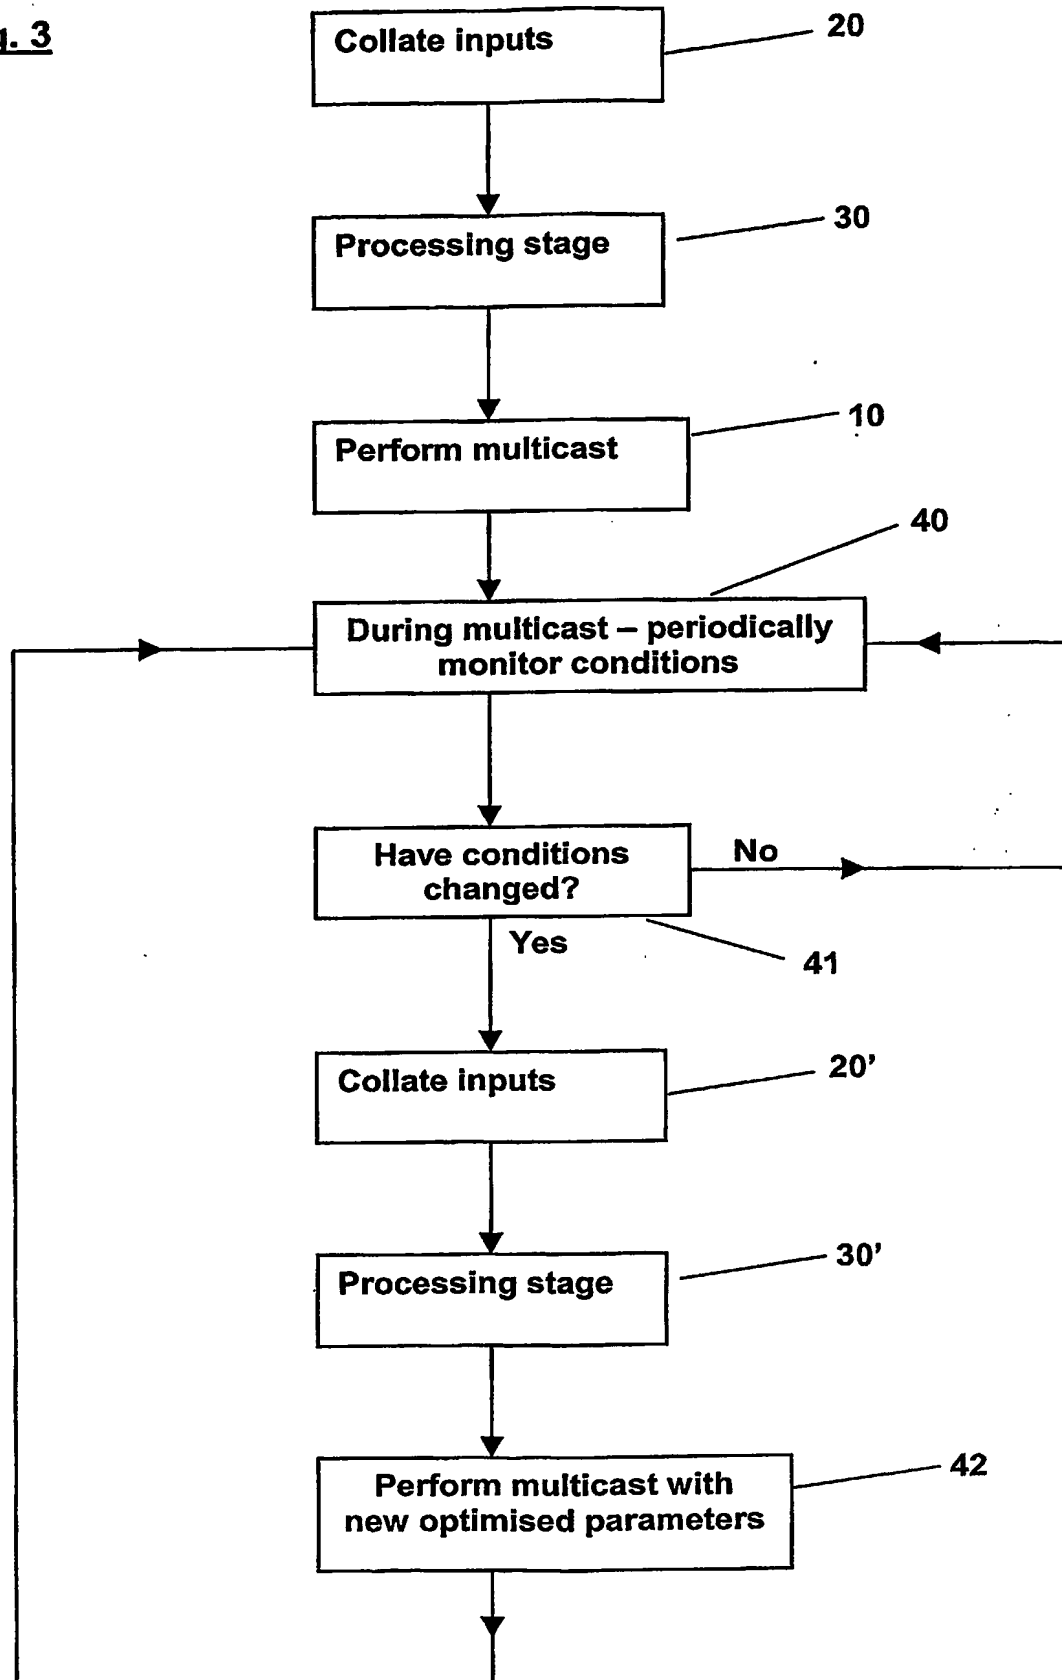 . 3
Collate inputs
20
Processing stage
30
Perform multicast
10
40
During multicast – periodically
monitor conditions
Have conditions
changed?
No
Yes
41
Collate inputs
20’
Processing stage
30’
Perform multicast with
new optimised parameters
42